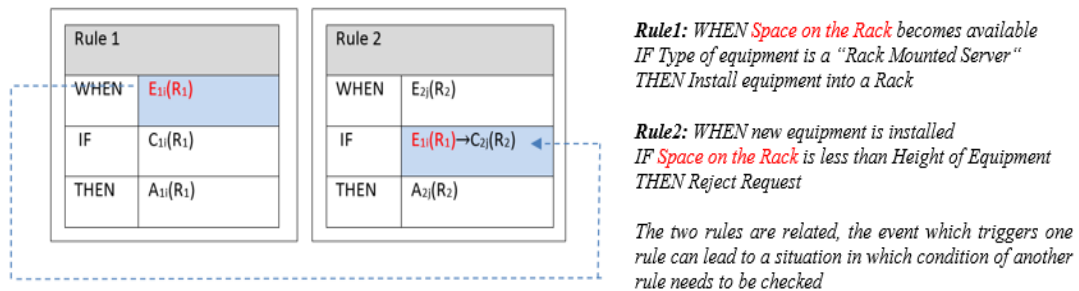 Rule 1
WHEN E1i(R1)
IF C1i(R1)
THEN A1i(R1)
Rule 2
WHEN E2j(R2)
IF E1i(R1)→C2j(R2)
THEN A2j(R2)
Rule1: WHEN Space on the Rack becomes available
IF Type of equipment is a “Rack Mounted Server“
THEN Install equipment into a Rack
Rule2: WHEN new equipment is installed
IF Space on the Rack is less than Height of Equipment
THEN Reject Request
The two rules are related, the event which triggers one
rule can lead to a situation in which condition of another
rule needs to be checked